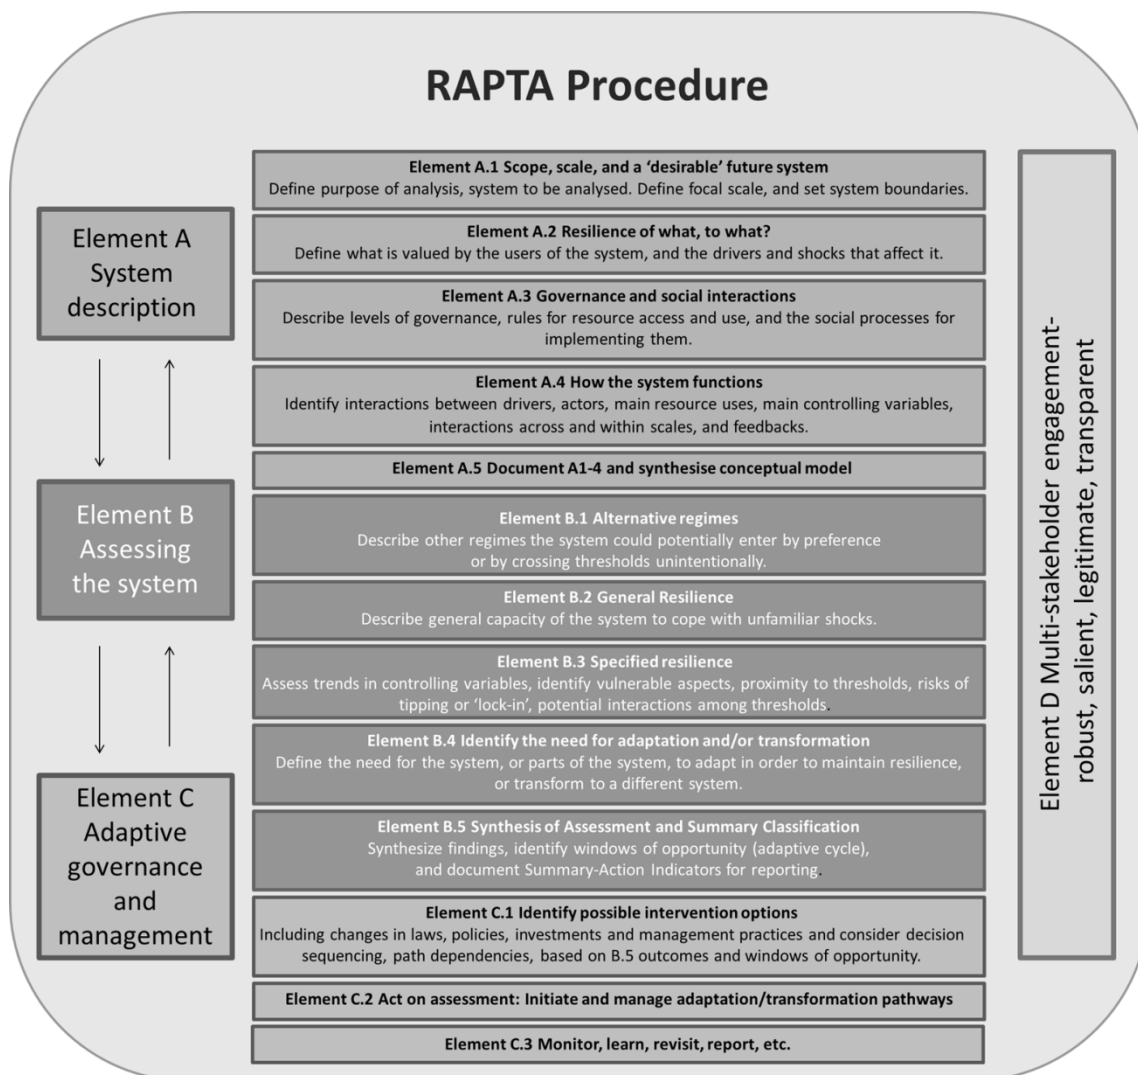 RAPTA Procedure
Element A
System
description
Element B
Assessing
the system
Element C
Adaptive
governance
and
management
Element A.1 Scope, scale, and a ‘desirable’ future system
Define purpose of analysis, system to be analysed. Define focal scale, and set system boundaries.
Element A.2 Resilience of what, to what?
Define what is valued by the users of the system, and the drivers and shocks that affect it.
Element A.3 Governance and social interactions
Describe levels of governance, rules for resource access and use, and the social processes for
implementing them.
Element A.4 How the system functions
Identify interactions between drivers, actors, main resource uses, main controlling variables,
interactions across and within scales, and feedbacks.
Element A.5 Document A1-4 and synthesise conceptual model
Element B.1 Alternative regimes
Describe other regimes the system could potentially enter by preference
or by crossing thresholds unintentionally.
Element B.2 General Resilience
Describe general capacity of the system to cope with unfamiliar shocks.
Element B.3 Specified resilience
Assess trends in controlling variables, identify vulnerable aspects, proximity to thresholds, risks of
tipping or ‘lock-in’, potential interactions among thresholds.
Element B.4 Identify the need for adaptation and/or transformation
Define the need for the system, or parts of the system, to adapt in order to maintain resilience,
or transform to a different system.
Element B.5 Synthesis of Assessment and Summary Classification
Synthesize findings, identify windows of opportunity (adaptive cycle),
and document Summary-Action Indicators for reporting.
Element C.1 Identify possible intervention options
Including changes in laws, policies, investments and management practices and consider decision
sequencing, path dependencies, based on B.5 outcomes and windows of opportunity.
Element C.2 Act on assessment: Initiate and manage adaptation/transformation pathways
Element C.3 Monitor, learn, revisit, report, etc.
Element D Multi-stakeholder engagement-
robust, salient, legitimate, transparent